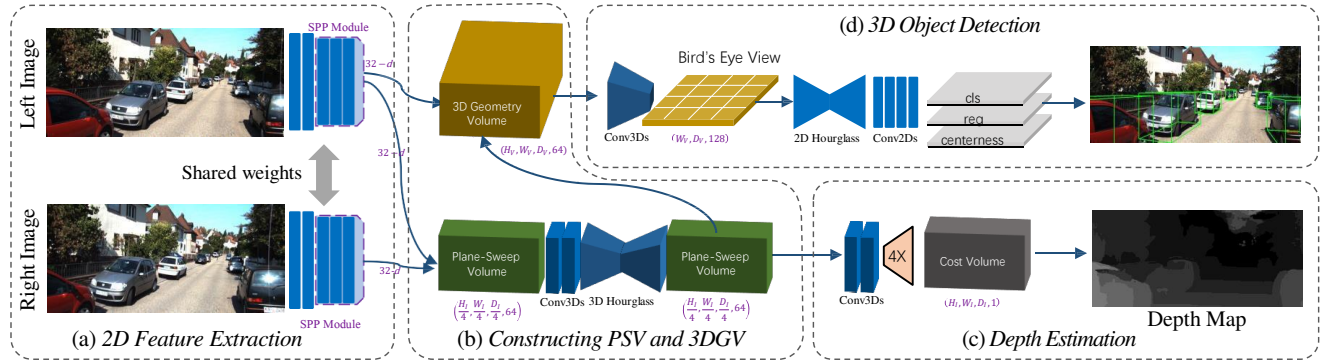 Left Image
Right Image
SPP Module
32-d
32-d
Shared weights
32-d
SPP Module
(a) 2D Feature Extraction
3D Geometry
Volume
(H_V, W_V, D_V, 64)
Plane-Sweep
Volume
(H_I/4, W_I/4, D_I/4, 64)
Conv3Ds
3D Hourglass
Plane-Sweep
Volume
(H_I/4, W_I/4, D_I/4, 64)
(b) Constructing PSV and 3DGV
(d) 3D Object Detection
Bird's Eye View
Conv3Ds
(W_V, D_V, 128)
2D Hourglass
Conv2Ds
cls
reg
centerness
Conv3Ds
4X
Cost Volume
(H_I, W_I, D_I, 1)
Depth Map
(c) Depth Estimation